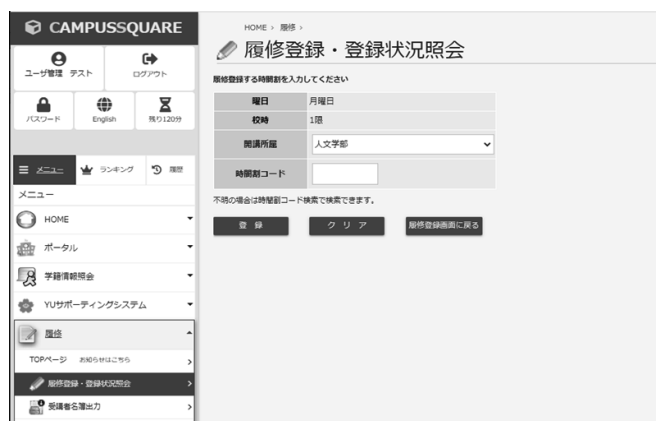 CAMPUSSQUARE
ユーザ管理 テスト
ログアウト
パスワード
English
残り120分
メニュー
ランキング
履歴
メニュー
HOME
ポータル
学籍情報照会
YUサポーティングシステム
履修
TOPページ お知らせはこちら
履修登録・登録状況照会
受講者名簿出力
HOME › 履修 ›
履修登録・登録状況照会
履修登録する時間割を入力してください
曜日 月曜日
校時 1限
開講所属 人文学部
時間割コード
不明の場合は時間割コード検索で検索できます。
登 録 ク リ ア 履修登録画面に戻る